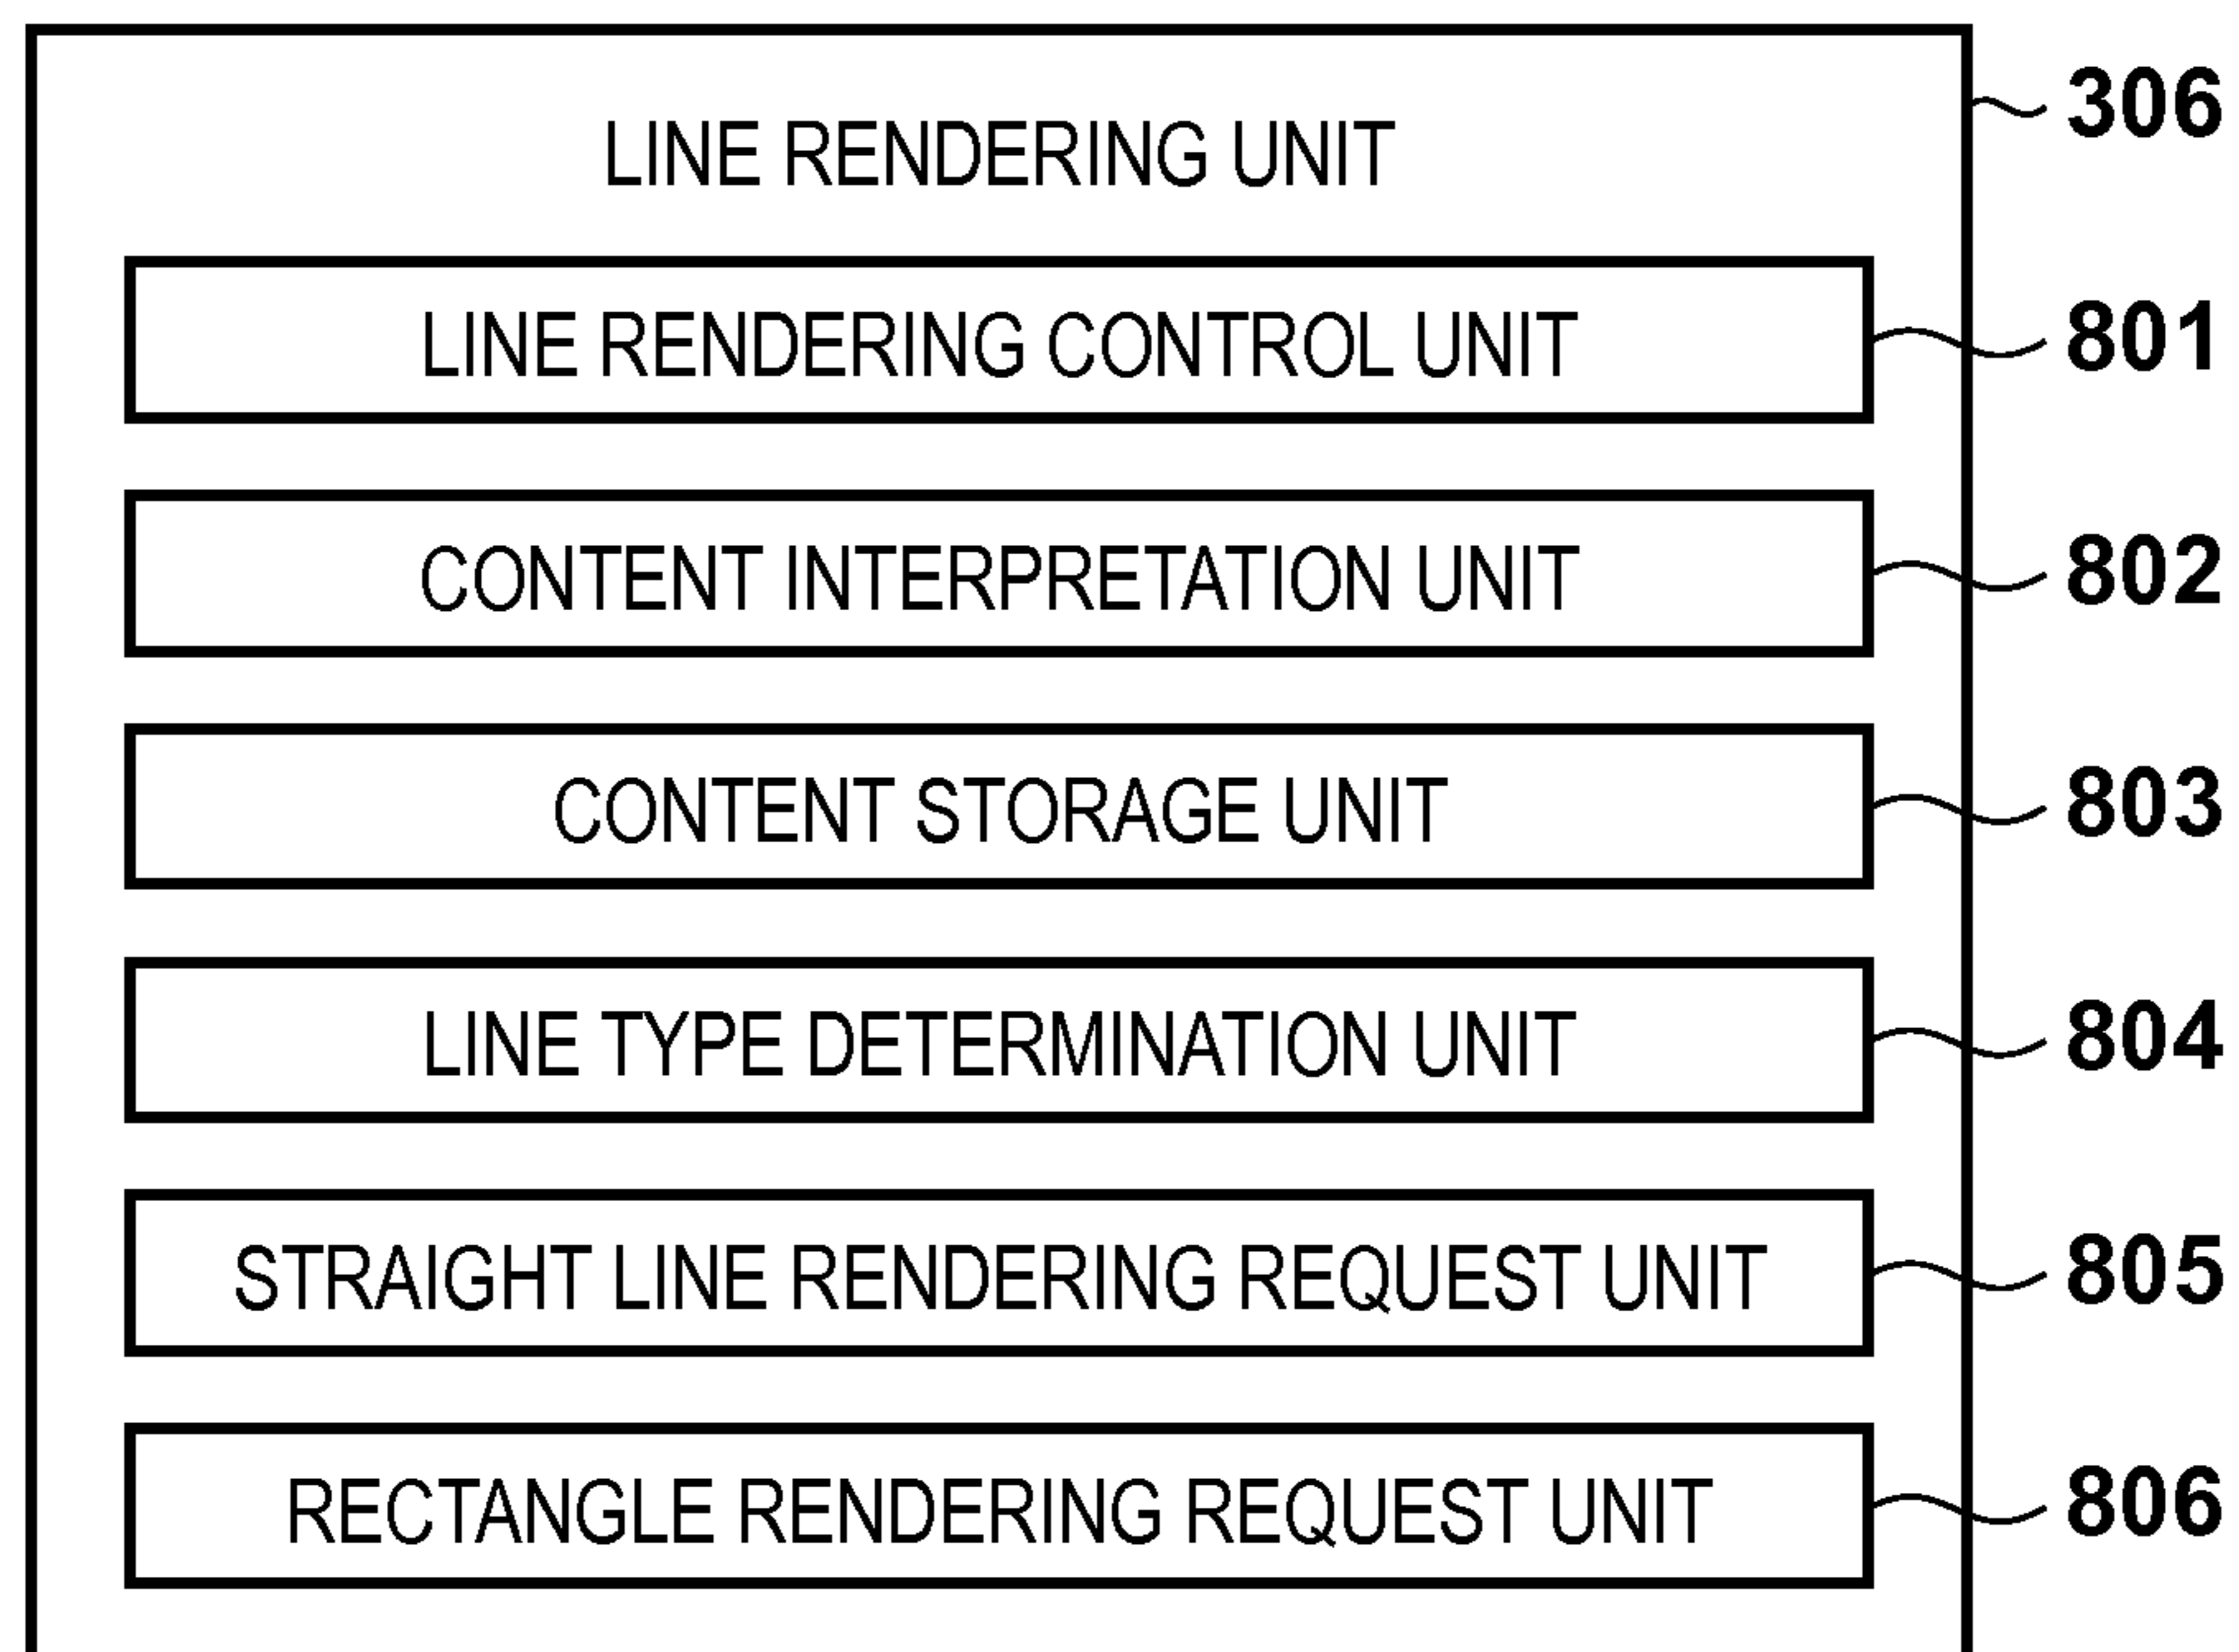 LINE RENDERING UNIT 306
LINE RENDERING CONTROL UNIT 801
CONTENT INTERPRETATION UNIT 802
CONTENT STORAGE UNIT 803
LINE TYPE DETERMINATION UNIT 804
STRAIGHT LINE RENDERING REQUEST UNIT 805
RECTANGLE RENDERING REQUEST UNIT 806